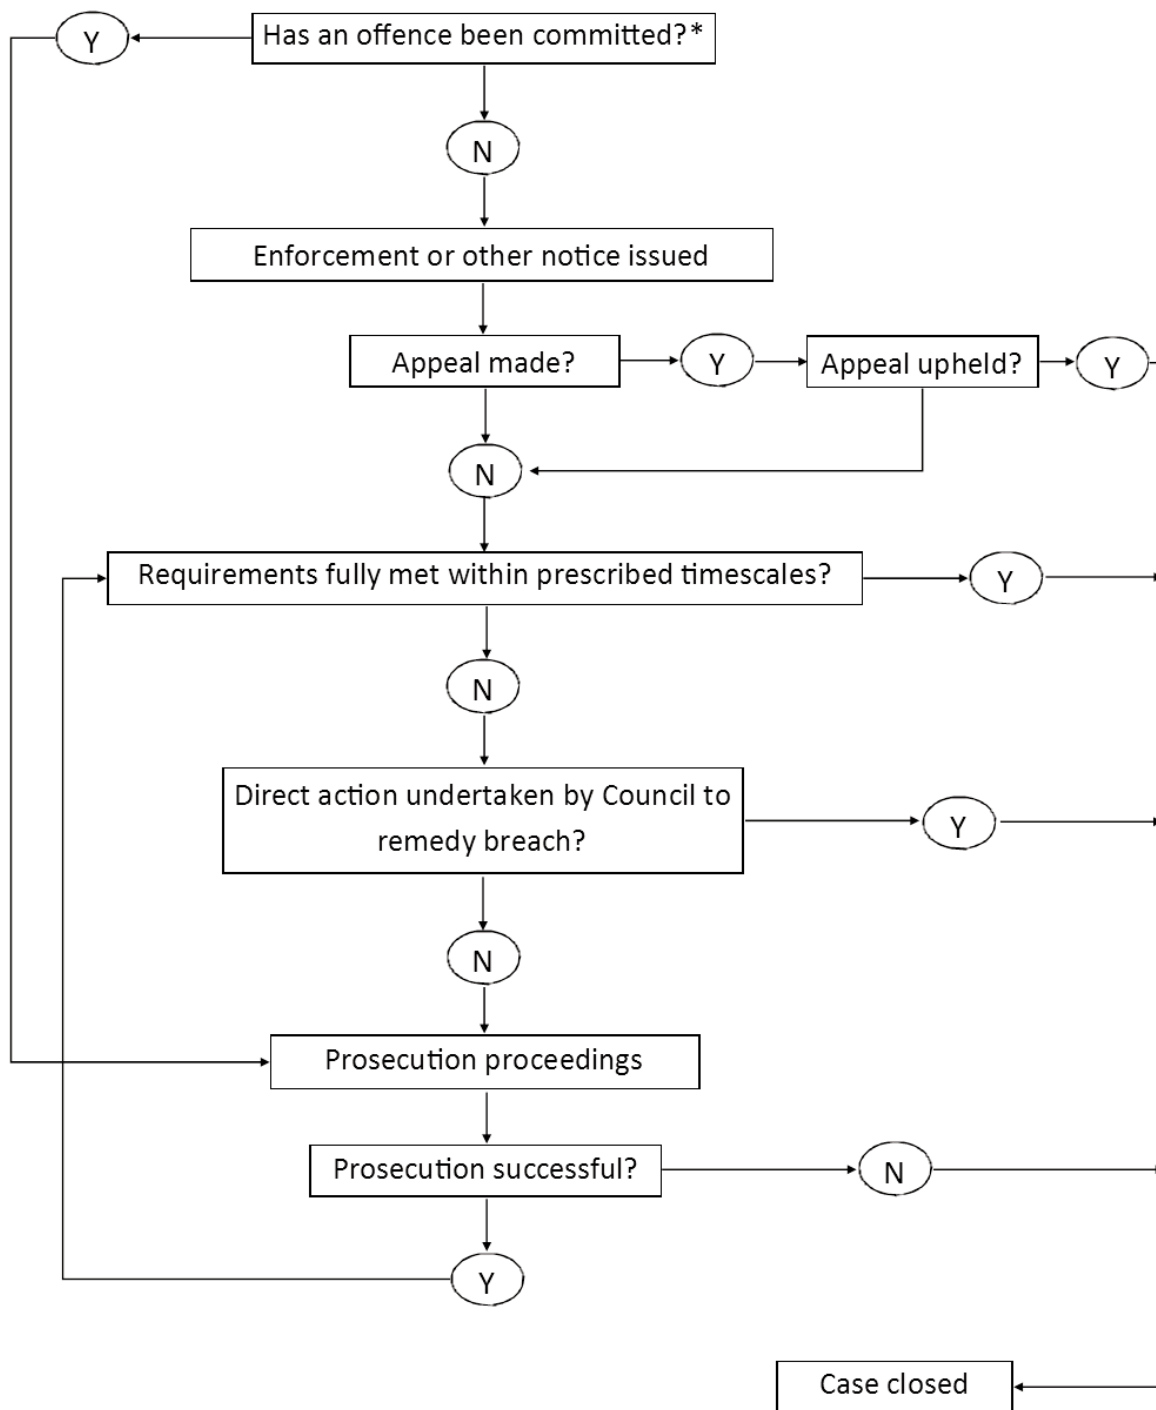 Y
Has an offence been committed?*
N
Enforcement or other notice issued
Appeal made?
Y
Appeal upheld?
Y
N
Requirements fully met within prescribed timescales?
Y
N
Direct action undertaken by Council to
remedy breach?
Y
N
Prosecution proceedings
Prosecution successful?
N
Y
Case closed